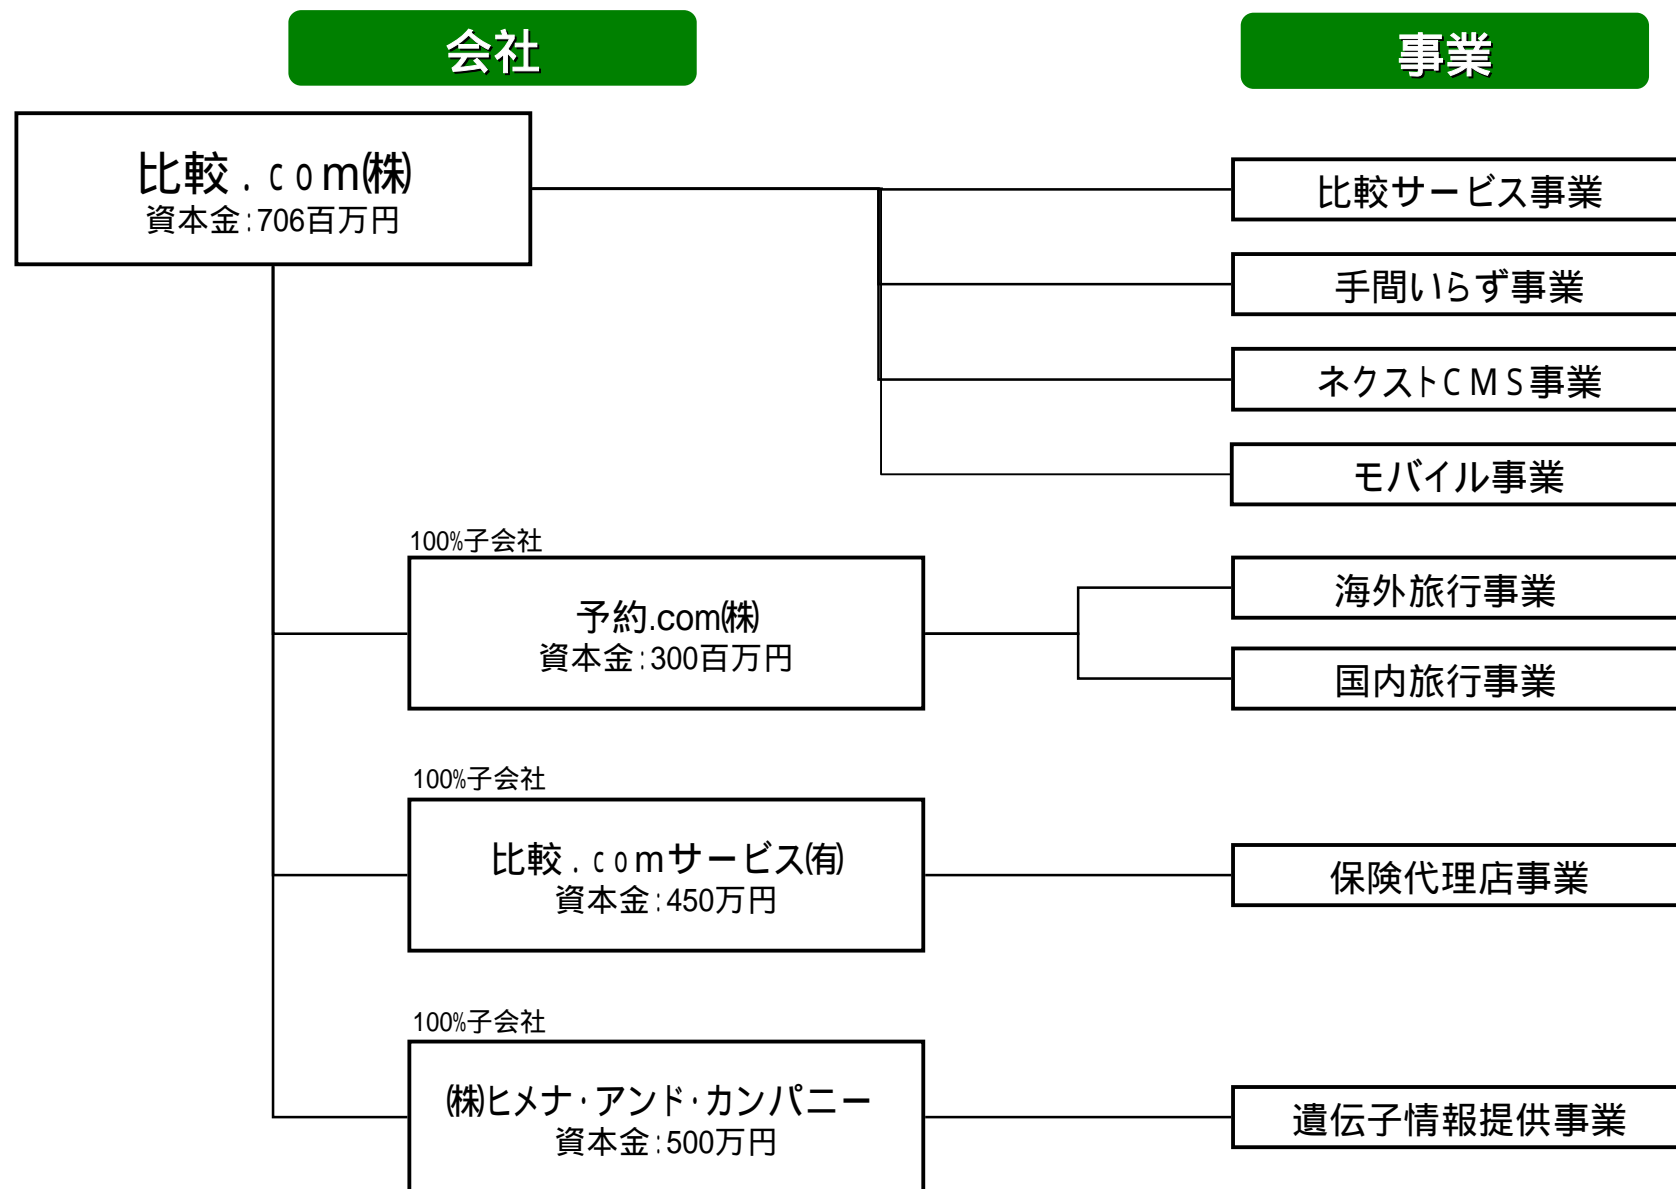 会社
事業
比較．ｃｏｍ㈱
資本金：706百万円
比較サービス事業
手間いらず事業
ネクストＣＭＳ事業
モバイル事業
100%子会社
予約.com㈱
資本金：300百万円
海外旅行事業
国内旅行事業
100%子会社
比較．ｃｏｍサービス㈲
資本金：450万円
保険代理店事業
100%子会社
㈱ヒメナ・アンド・カンパニー
資本金：500万円
遺伝子情報提供事業